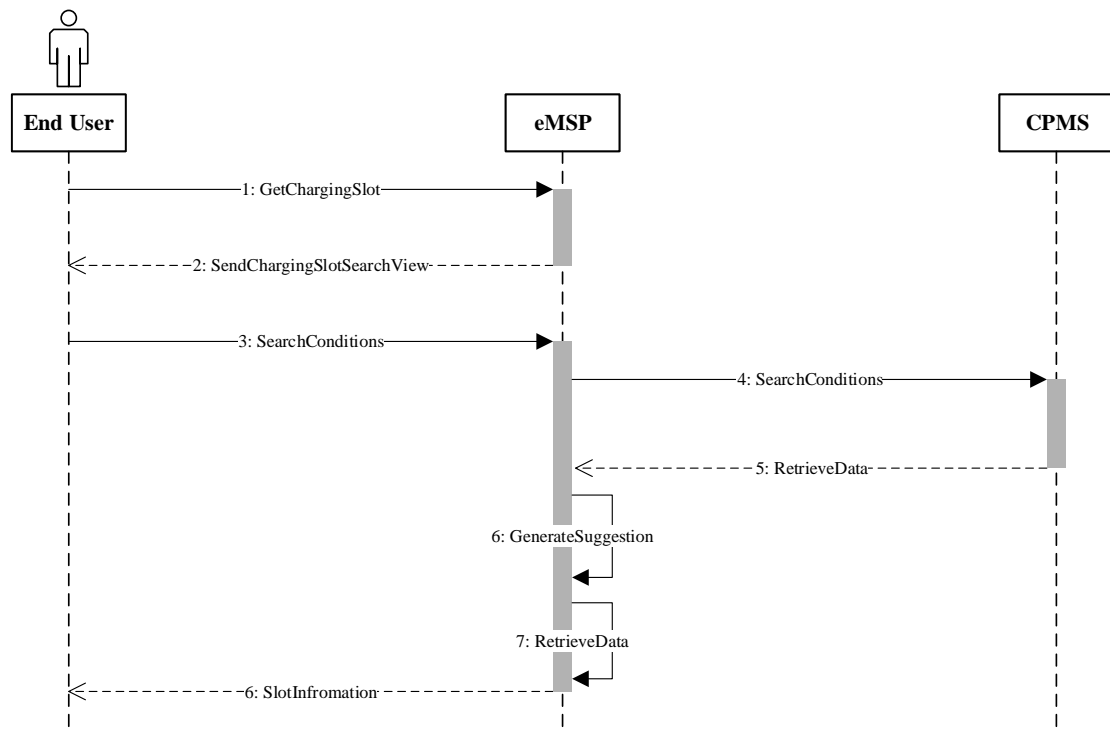 End User
eMSP
CPMS
1: GetChargingSlot
2: SendChargingSlotSearchView
3: SearchConditions
4: SearchConditions
5: RetrieveData
6: GenerateSuggestion
7: RetrieveData
6: SlotInfromation